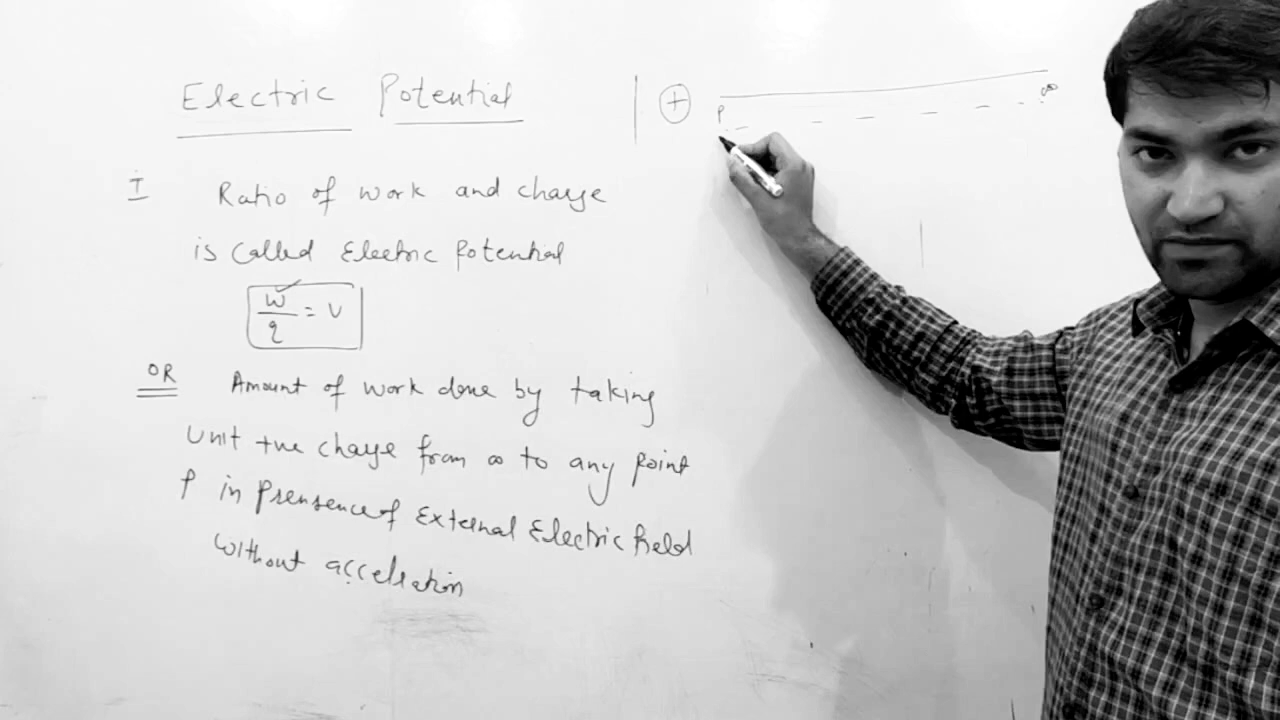 Electric Potential
I Ratio of work and charge
is called Electric Potential
W/q = V
OR Amount of work done by taking
Unit +ve charge from ∞ to any point
P in Prensence of External Electric field
without accelration
+
P
∞